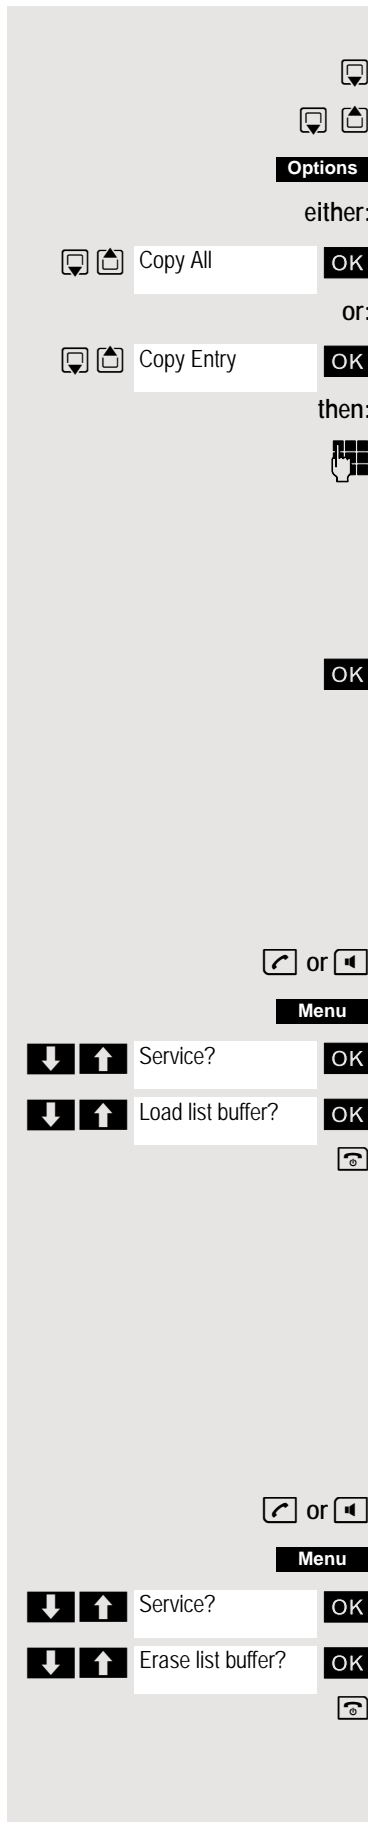 Options
either:
Copy All OK
or:
Copy Entry OK
then:
OK
or
Menu
Service? OK
Load list buffer? OK
or
Menu
Service? OK
Erase list buffer? OK